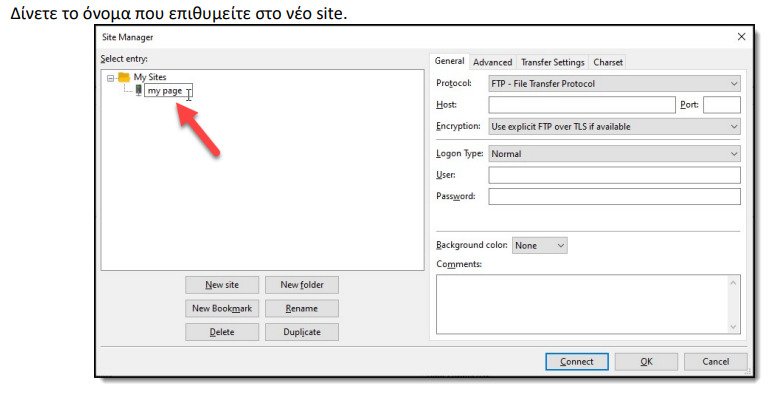 Δίνετε το όνομα που επιθυμείτε στο νέο site.
Site Manager
Select entry:
My Sites
my page
New site
New folder
New Bookmark
Rename
Delete
Duplicate
General Advanced Transfer Settings Charset
Protocol: FTP - File Transfer Protocol
Host: Port:
Encryption: Use explicit FTP over TLS if available
Logon Type: Normal
User:
Password:
Background color: None
Comments:
Connect OK Cancel